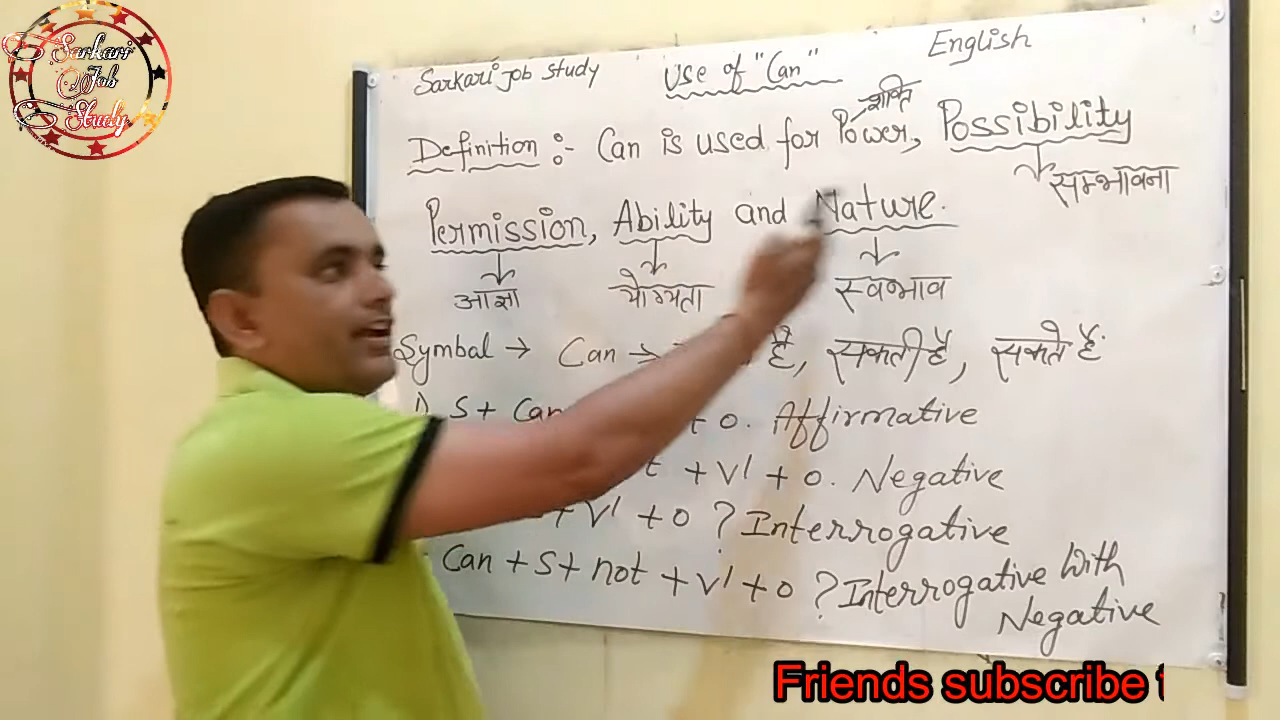 Sarkari
Job
Study
Sarkari job study Use of "Can" English
शक्ति
Definition :- Can is used for Power, Possibility
सम्भावना
Permission, Ability and Nature.
आज्ञा योग्यता स्वभाव
Symbal → Can → है, सकती है, सकते हैं
1) S + Can + o. Affirmative
+ V1 + o. Negative
+ V1 + o ? Interrogative
Can + S + not + V1 + o ? Interrogative With
Negative
Friends subscribe